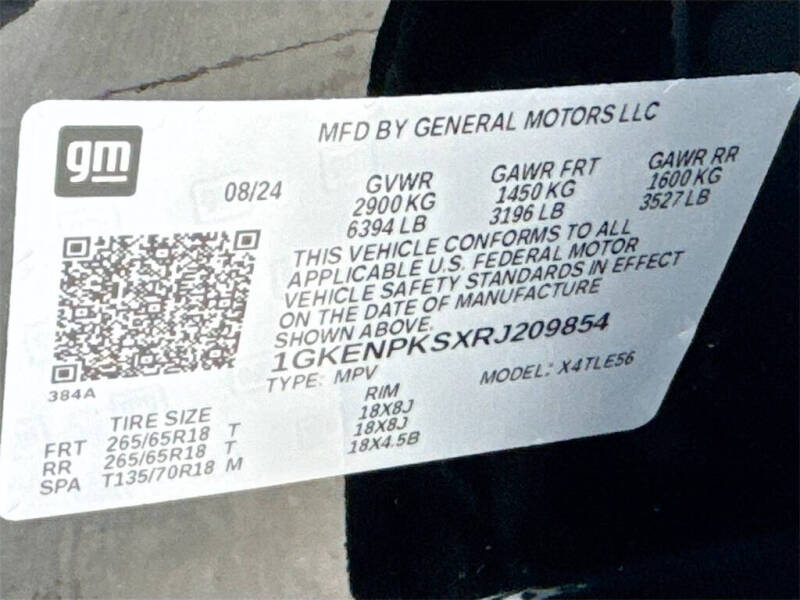 gm
MFD BY GENERAL MOTORS LLC
08/24
GVWR
2900 KG
6394 LB
GAWR FRT
1450 KG
3196 LB
GAWR RR
1600 KG
3527 LB
THIS VEHICLE CONFORMS TO ALL
APPLICABLE U.S. FEDERAL MOTOR
VEHICLE SAFETY STANDARDS IN EFFECT
ON THE DATE OF MANUFACTURE
SHOWN ABOVE.
1GKENPKSXRJ209854
TYPE: MPV MODEL: X4TLE56
384A
TIRE SIZE RIM
FRT 265/65R18 T 18X8J
RR 265/65R18 T 18X8J
SPA T135/70R18 M 18X4.5B